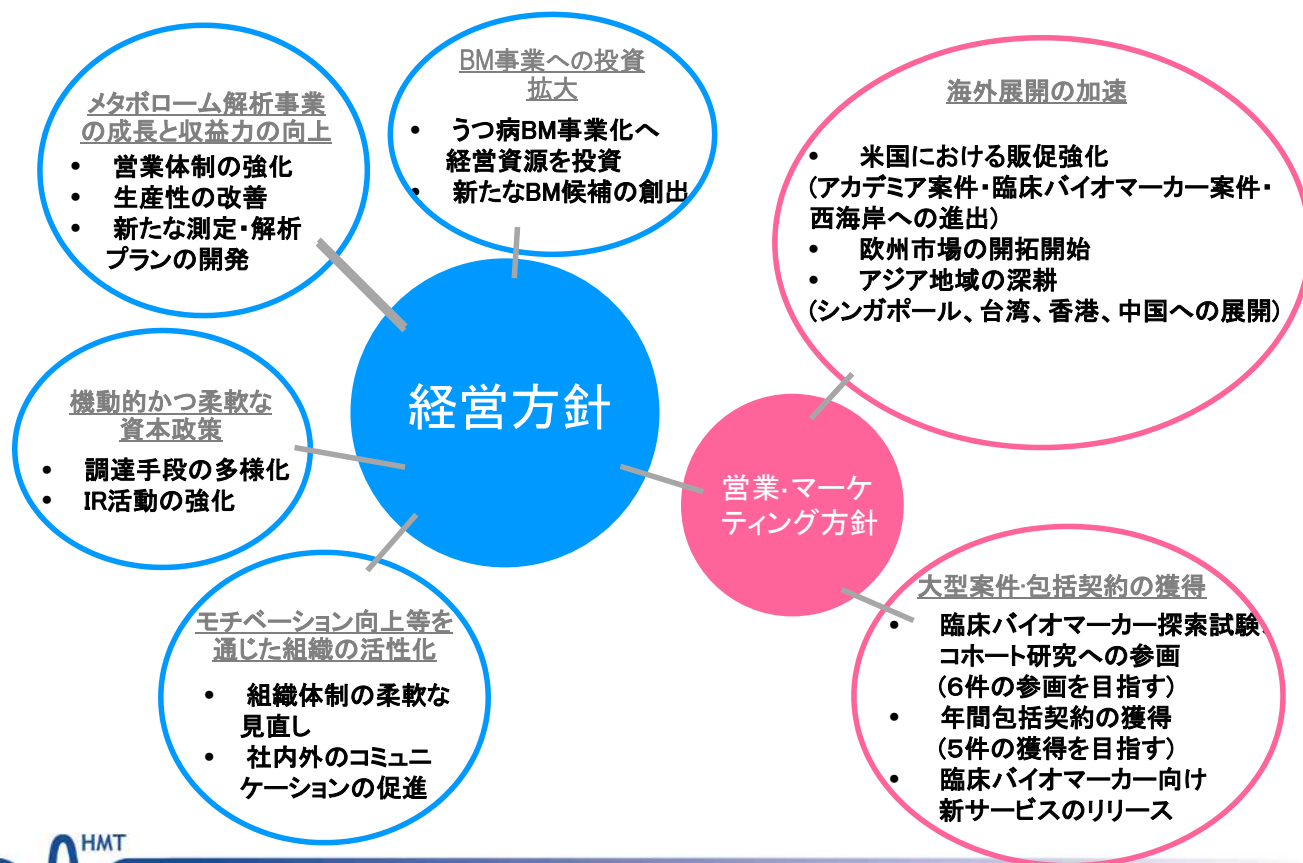 メタボローム解析事業
の成長と収益力の向上
• 営業体制の強化
• 生産性の改善
• 新たな測定・解析
プランの開発
BM事業への投資
拡大
• うつ病BM事業化へ
経営資源を投資
• 新たなBM候補の創出
海外展開の加速
• 米国における販促強化
(アカデミア案件・臨床バイオマーカー案件・
西海岸への進出)
• 欧州市場の開拓開始
• アジア地域の深耕
(シンガポール、台湾、香港、中国への展開)
経営方針
機動的かつ柔軟な
資本政策
• 調達手段の多様化
• IR活動の強化
営業・マーケ
ティング方針
モチベーション向上等を
通じた組織の活性化
• 組織体制の柔軟な
見直し
• 社内外のコミュニ
ケーションの促進
大型案件・包括契約の獲得
• 臨床バイオマーカー探索試験
コホート研究への参画
(6件の参画を目指す)
• 年間包括契約の獲得
(5件の獲得を目指す)
• 臨床バイオマーカー向け
新サービスのリリース
HMT